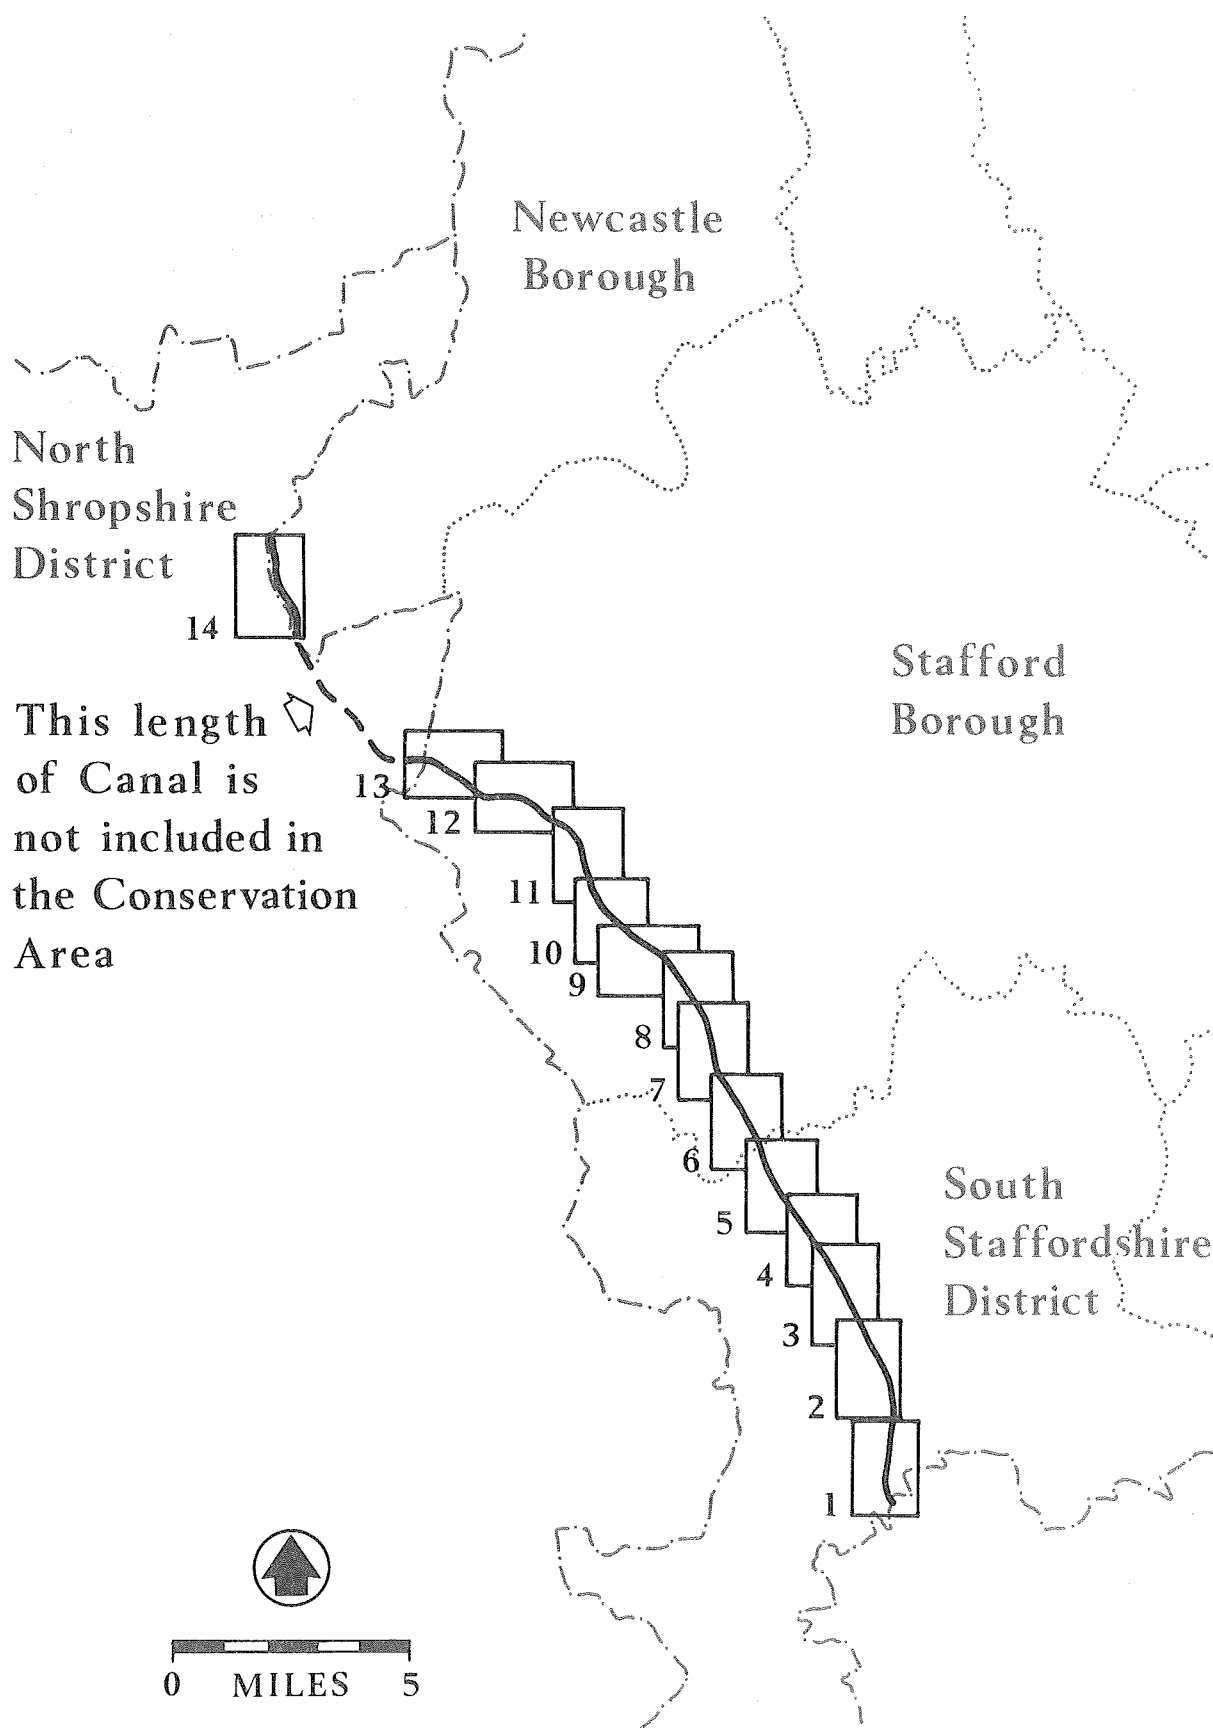 Newcastle
Borough
North
Shropshire
District
14
Stafford
Borough
This length
of Canal is
not included in
the Conservation
Area
13
12
11
10
9
8
7
6
5
4
3
2
1
South
Staffordshire
District
0 MILES 5